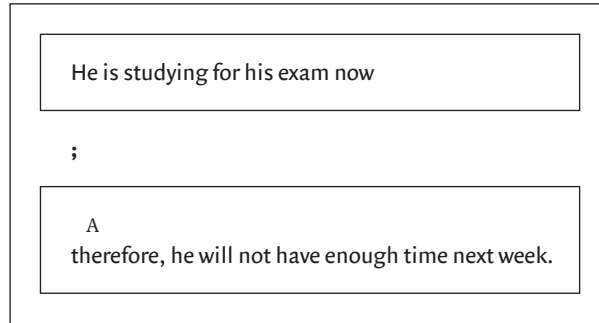 He is studying for his exam now
;
A
therefore, he will not have enough time next week.